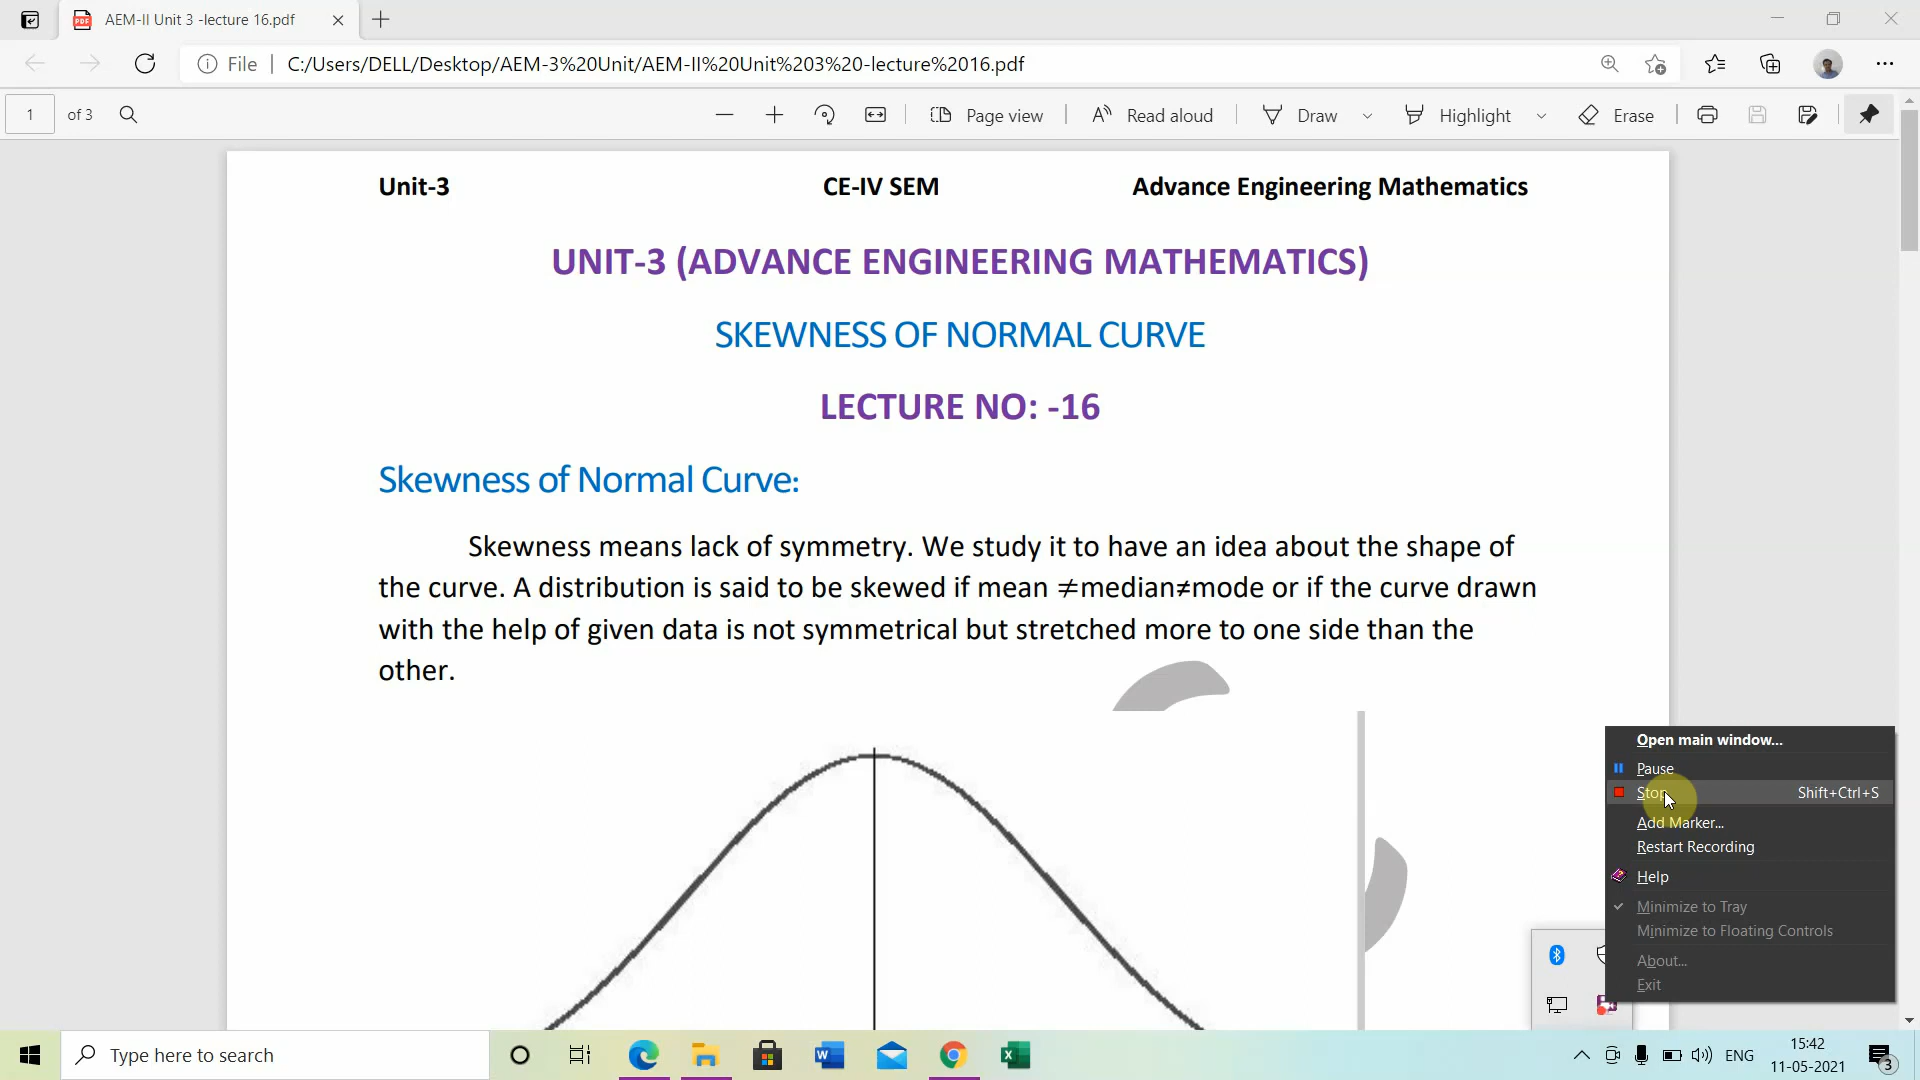 AEM-II Unit 3 -lecture 16.pdf
File
C:/Users/DELL/Desktop/AEM-3%20Unit/AEM-II%20Unit%203%20-lecture%2016.pdf
1 of 3
Page view
Read aloud
Draw
Highlight
Erase
Unit-3 CE-IV SEM Advance Engineering Mathematics
UNIT-3 (ADVANCE ENGINEERING MATHEMATICS)
SKEWNESS OF NORMAL CURVE
LECTURE NO: -16
Skewness of Normal Curve:
Skewness means lack of symmetry. We study it to have an idea about the shape of
the curve. A distribution is said to be skewed if mean ≠median≠mode or if the curve drawn
with the help of given data is not symmetrical but stretched more to one side than the
other.
Open main window...
Pause
Stop Shift+Ctrl+S
Add Marker...
Restart Recording
Help
Minimize to Tray
Minimize to Floating Controls
About...
Exit
Type here to search
ENG
15:42
11-05-2021
3